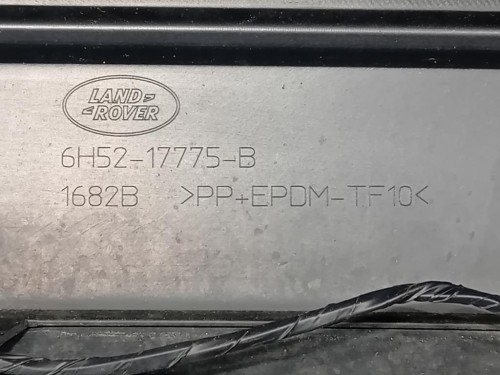 LAND
ROVER
6H52-17775-B
1682B >PP+EPDM-TF10<